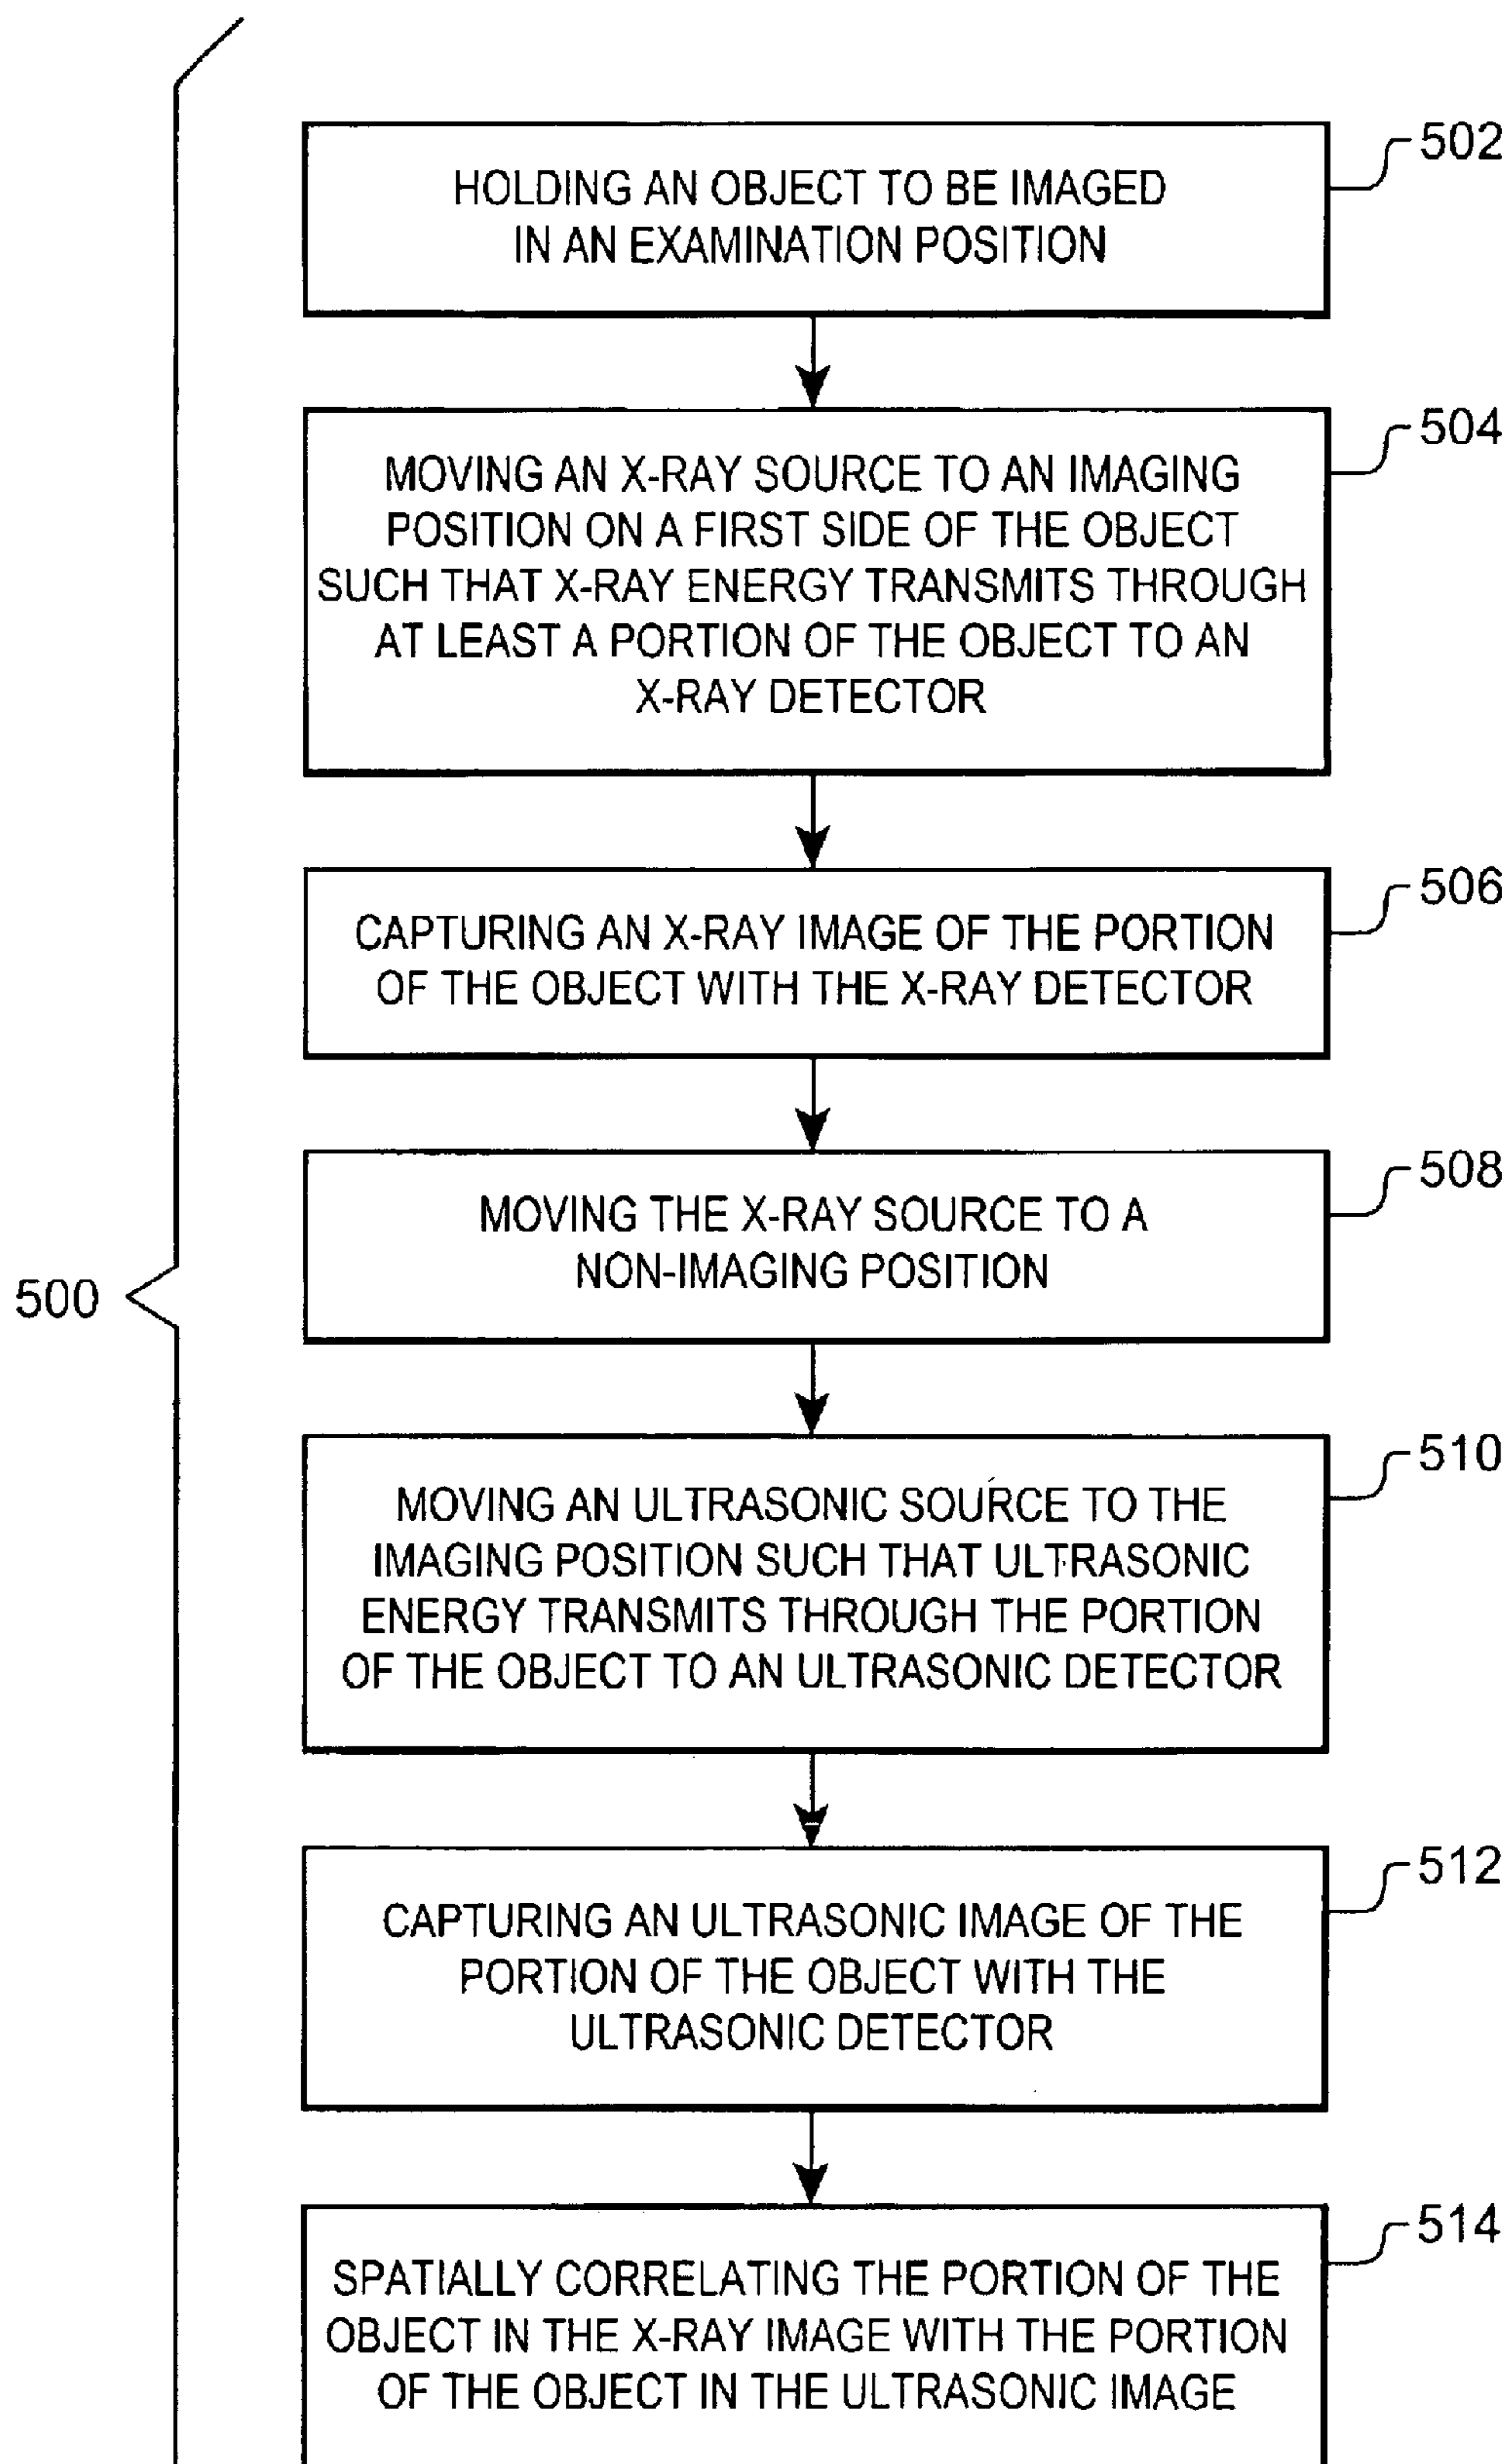 502
HOLDING AN OBJECT TO BE IMAGED
IN AN EXAMINATION POSITION
504
MOVING AN X-RAY SOURCE TO AN IMAGING
POSITION ON A FIRST SIDE OF THE OBJECT
SUCH THAT X-RAY ENERGY TRANSMITS THROUGH
AT LEAST A PORTION OF THE OBJECT TO AN
X-RAY DETECTOR
506
CAPTURING AN X-RAY IMAGE OF THE PORTION
OF THE OBJECT WITH THE X-RAY DETECTOR
508
MOVING THE X-RAY SOURCE TO A
NON-IMAGING POSITION
500
510
MOVING AN ULTRASONIC SOURCE TO THE
IMAGING POSITION SUCH THAT ULTRASONIC
ENERGY TRANSMITS THROUGH THE PORTION
OF THE OBJECT TO AN ULTRASONIC DETECTOR
512
CAPTURING AN ULTRASONIC IMAGE OF THE
PORTION OF THE OBJECT WITH THE
ULTRASONIC DETECTOR
514
SPATIALLY CORRELATING THE PORTION OF THE
OBJECT IN THE X-RAY IMAGE WITH THE PORTION
OF THE OBJECT IN THE ULTRASONIC IMAGE